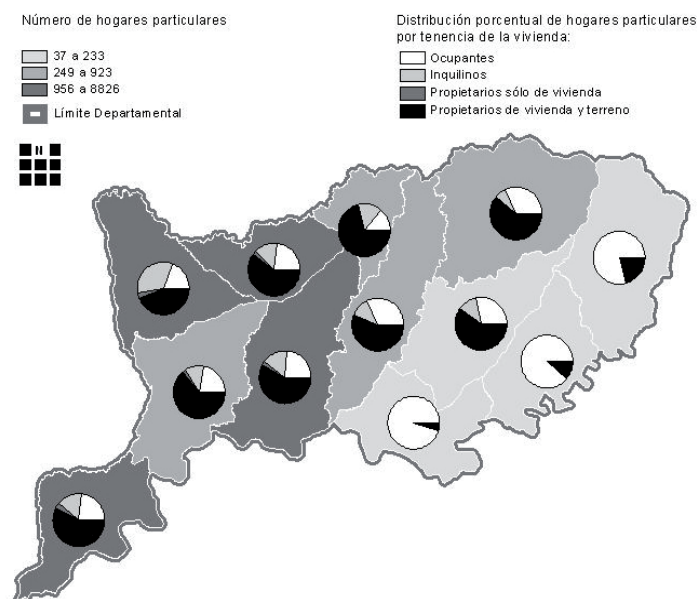 Número de hogares particulares
37 a 233
249 a 923
956 a 8826
Límite Departamental
N
Distribución porcentual de hogares particulares
por tenencia de la vivienda:
Ocupantes
Inquilinos
Propietarios sólo de vivienda
Propietarios de vivienda y terreno